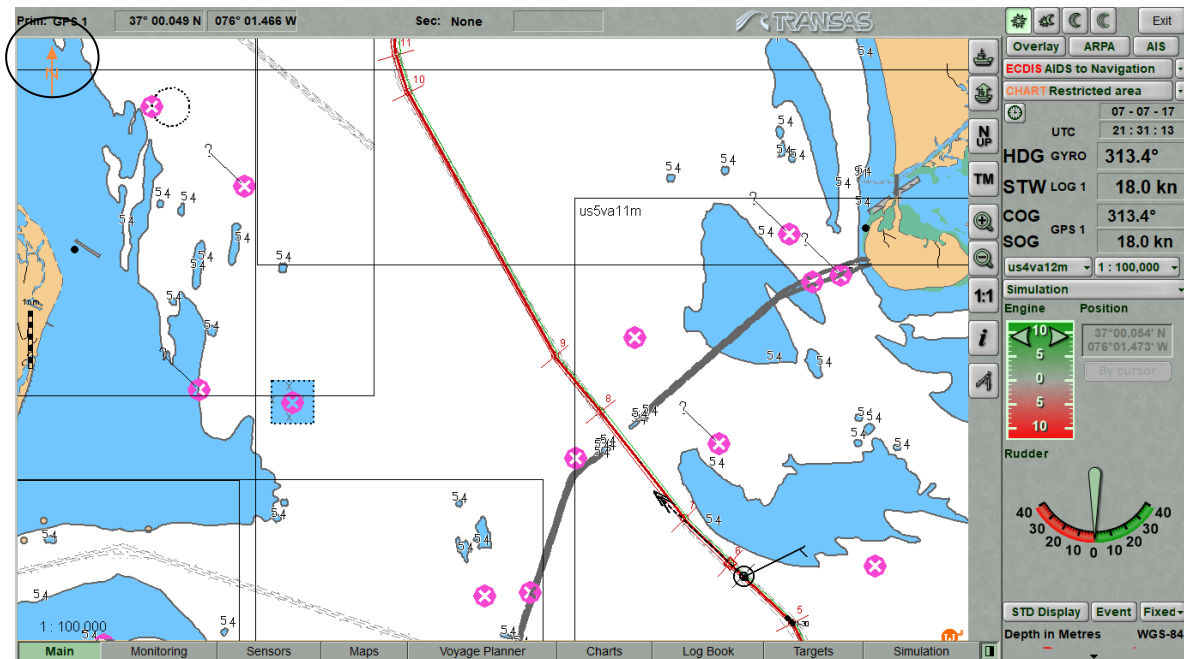 Prim: GPS 1 37° 00.049 N 076° 01.466 W Sec: None TRANSAS Exit
Overlay ARPA AIS
ECDIS AIDS to Navigation
CHART Restricted area
07 - 07 - 17
UTC 21 : 31 : 13
HDG GYRO 313.4°
STW LOG 1 18.0 kn
COG 313.4°
GPS 1
SOG 18.0 kn
us4va12m 1 : 100,000
Simulation
Engine Position
37°00.054' N
076°01.473' W
By cursor
10
5
0
5
10
Rudder
40 30 20 10 0 10 20 30 40
STD Display Event Fixed
Depth in Metres WGS-84
N
UP
TM
1:1
i
N
11
10
us5va11m
9
8
7
6
5
1 : 100,000
Main Monitoring Sensors Maps Voyage Planner Charts Log Book Targets Simulation